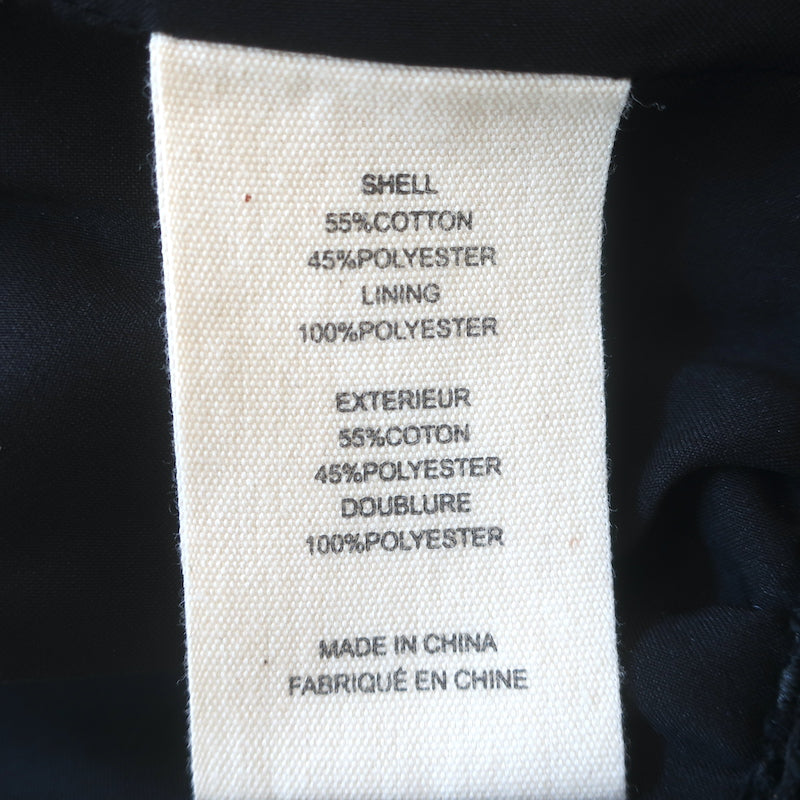 SHELL
55%COTTON
45%POLYESTER
LINING
100%POLYESTER
EXTERIEUR
55%COTON
45%POLYESTER
DOUBLURE
100%POLYESTER
MADE IN CHINA
FABRIQUÉ EN CHINE